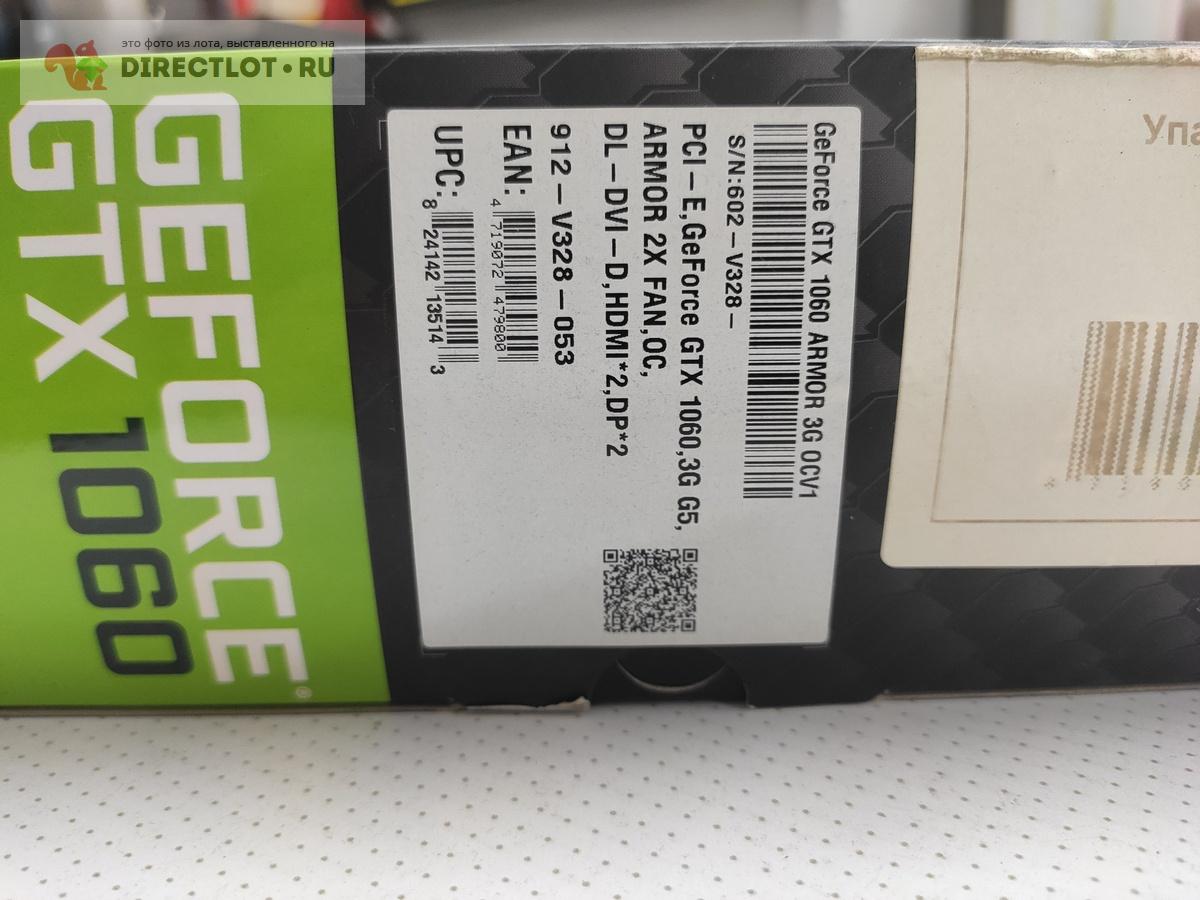 это фото из лота, выставленного на
DIRECTLOT•RU
GEFORCE®
GTX 1060
GeForce GTX 1060 ARMOR 3G OCV1
S/N:602-V328-
PCI-E,GeForce GTX 1060,3G G5,
ARMOR 2X FAN,OC,
DL-DVI-D,HDMI*2,DP*2
912-V328-053
EAN: 4 719072 479800
UPC: 8 24142 13514 3